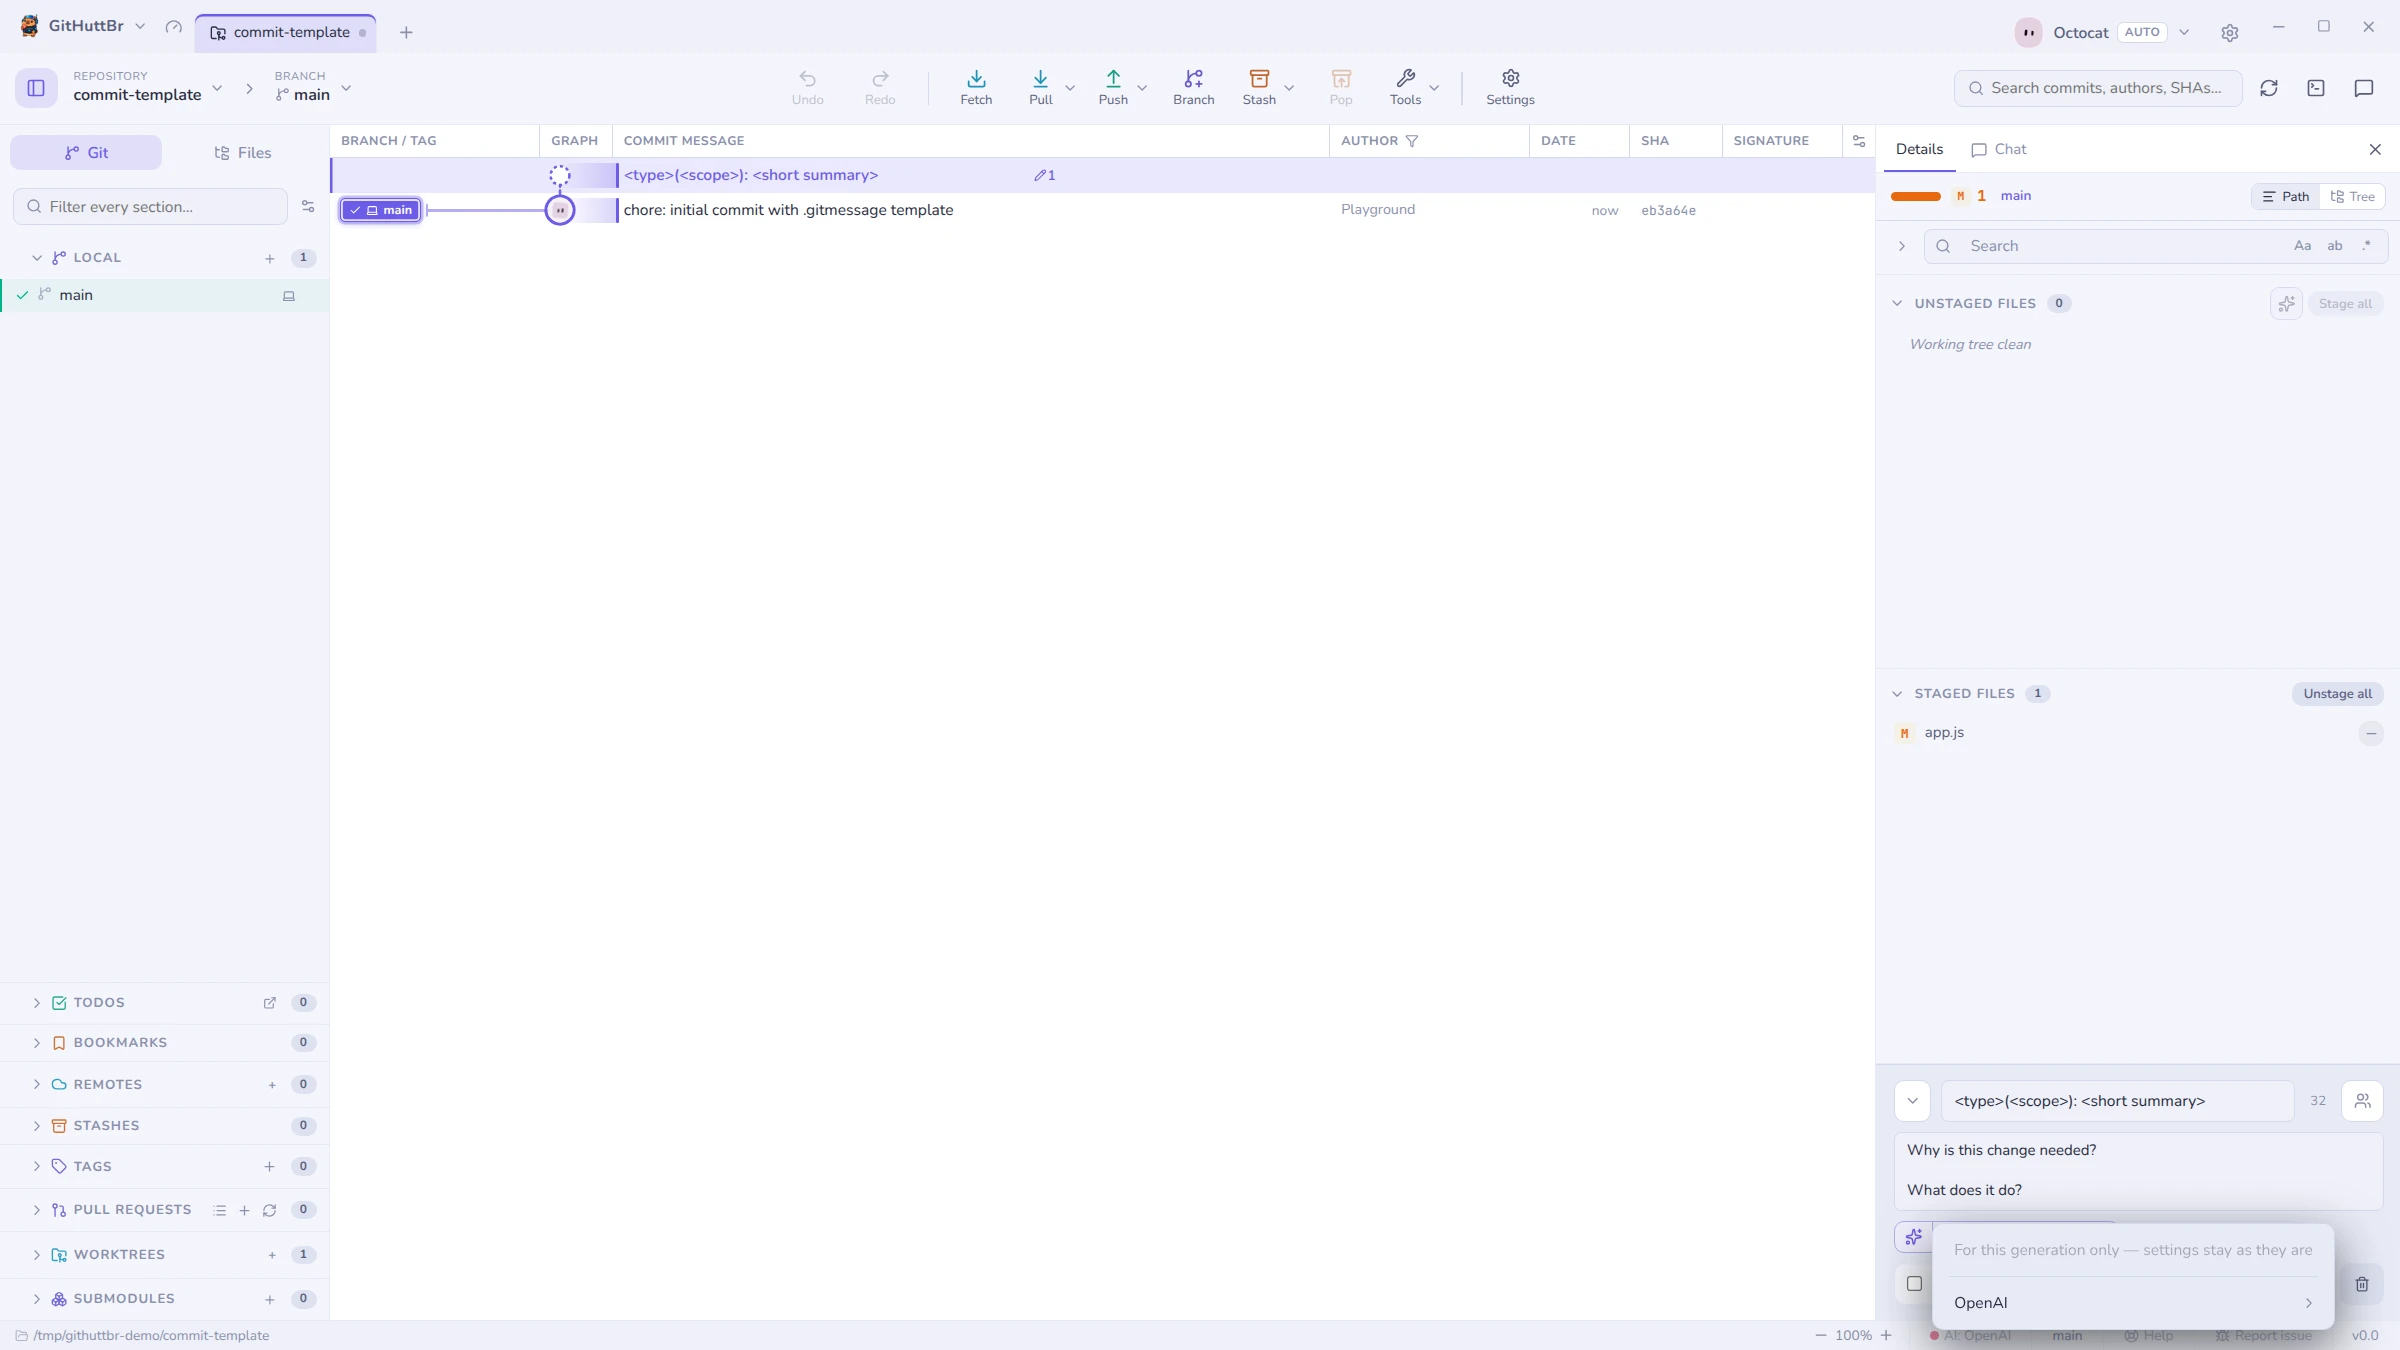 GitHuttBr
commit-template
Octocat
AUTO
REPOSITORY
commit-template
BRANCH
main
Undo
Redo
Fetch
Pull
Push
Branch
Stash
Pop
Tools
Settings
Search commits, authors, SHAs...
Git
Files
Filter every section...
LOCAL
1
main
TODOS
0
BOOKMARKS
0
REMOTES
0
STASHES
0
TAGS
0
PULL REQUESTS
0
WORKTREES
1
SUBMODULES
0
BRANCH / TAG
GRAPH
COMMIT MESSAGE
AUTHOR
DATE
SHA
SIGNATURE
<type>(<scope>): <short summary>
1
main
chore: initial commit with .gitmessage template
Playground
now
eb3a64e
Details
Chat
M 1 main
Path
Tree
Search
Aa
ab
.*
UNSTAGED FILES 0
Stage all
Working tree clean
STAGED FILES 1
Unstage all
M app.js
<type>(<scope>): <short summary>
32
Why is this change needed?
What does it do?
For this generation only — settings stay as they are
OpenAI
/tmp/githuttbr-demo/commit-template
100%
AI: OpenAI
main
Help
Report issue
v0.0